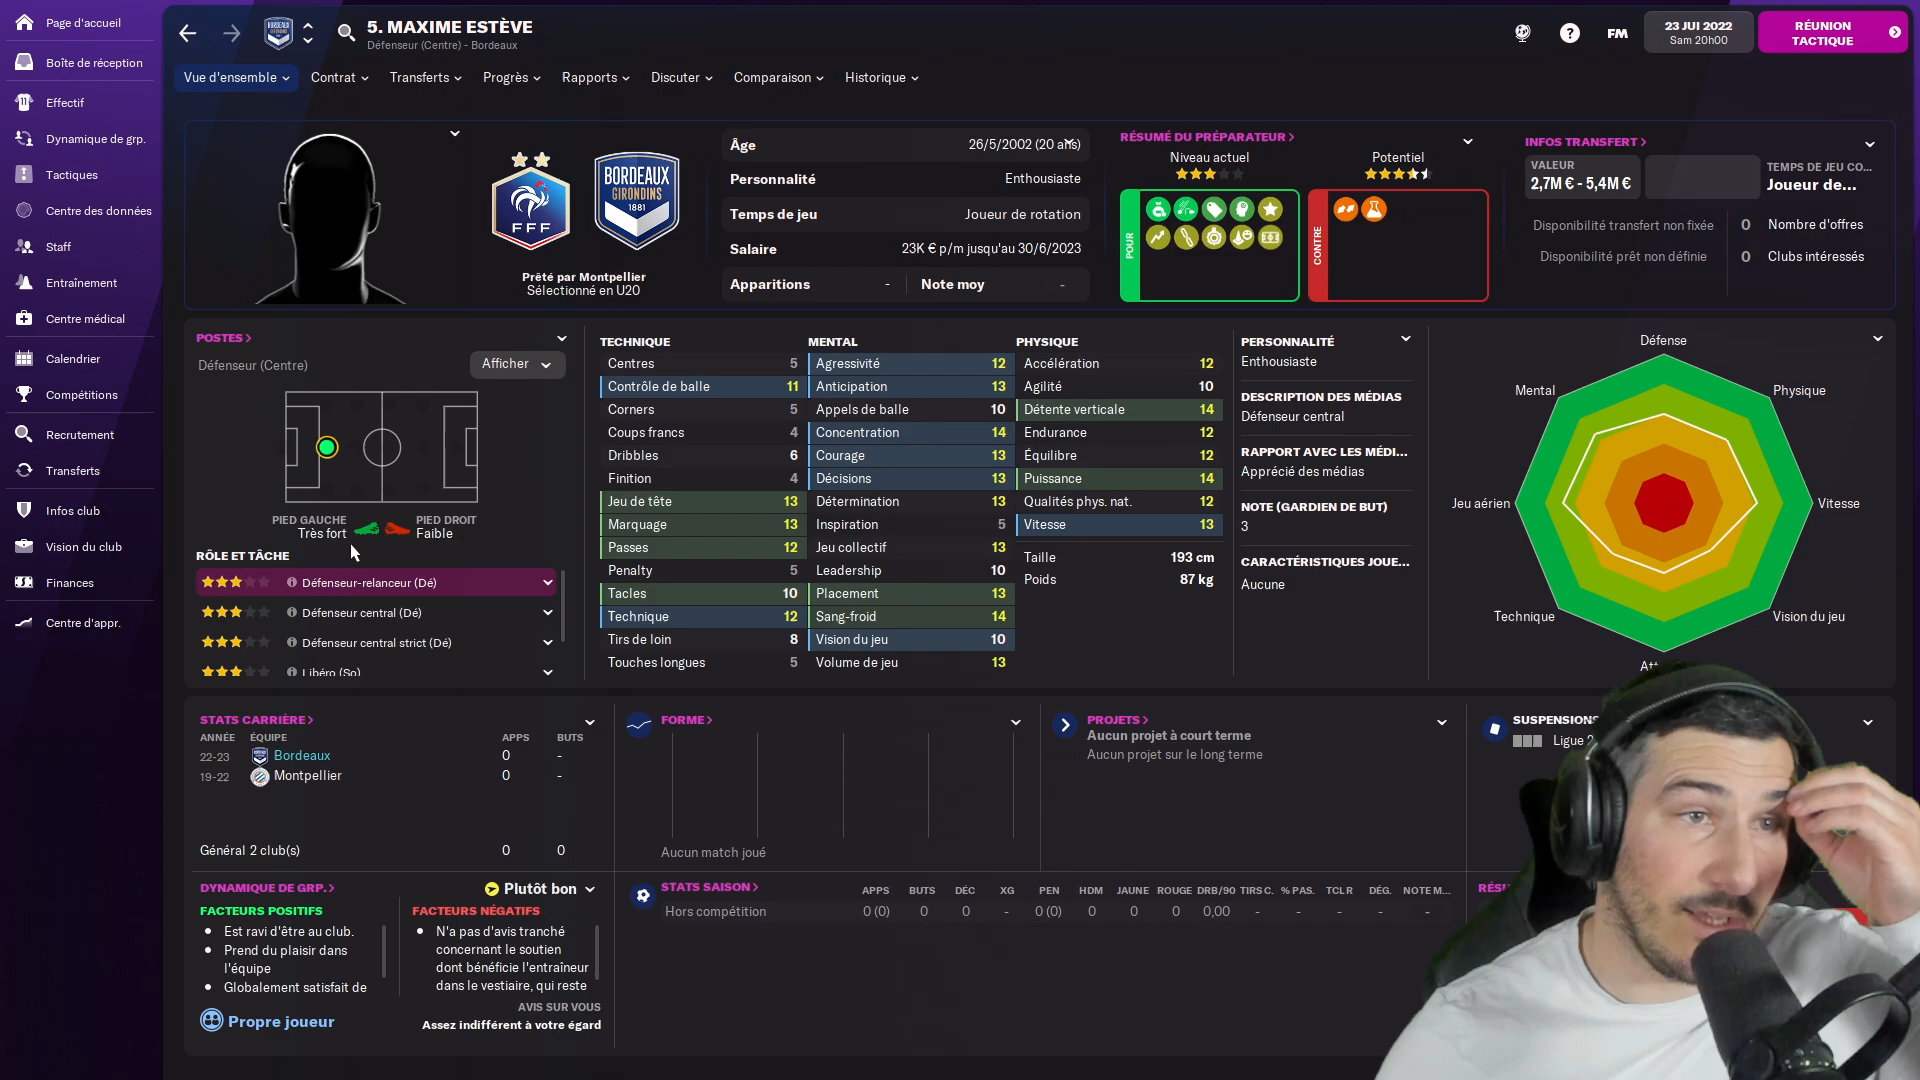 Page d'accueil
Boîte de réception
Effectif
Dynamique de grp.
Tactiques
Centre des données
Staff
Entraînement
Centre médical
Calendrier
Compétitions
Recrutement
Transferts
Infos club
Vision du club
Finances
Centre d'appr.
5. MAXIME ESTÈVE
Défenseur (Centre) - Bordeaux
FM
23 JUI 2022
Sam 20h00
RÉUNION
TACTIQUE
Vue d'ensemble
Contrat
Transferts
Progrès
Rapports
Discuter
Comparaison
Historique
FFF
BORDEAUX
GIRONDINS
1881
Prêté par Montpellier
Sélectionné en U20
Âge 26/5/2002 (20 ans)
Personnalité Enthousiaste
Temps de jeu Joueur de rotation
Salaire 23K € p/m jusqu'au 30/6/2023
Apparitions - Note moy -
RÉSUMÉ DU PRÉPARATEUR >
Niveau actuel
Potentiel
POUR
CONTRE
INFOS TRANSFERT >
VALEUR
2,7M € - 5,4M €
TEMPS DE JEU CO...
Joueur de...
Disponibilité transfert non fixée
0 Nombre d'offres
Disponibilité prêt non définie
0 Clubs intéressés
POSTES >
Défenseur (Centre)
Afficher
PIED GAUCHE
Très fort
PIED DROIT
Faible
RÔLE ET TÂCHE
Défenseur-relanceur (Dé)
Défenseur central (Dé)
Défenseur central strict (Dé)
Libéro (So)
TECHNIQUE
Centres 5
Contrôle de balle 11
Corners 5
Coups francs 4
Dribbles 6
Finition 4
Jeu de tête 13
Marquage 13
Passes 12
Penalty 5
Tacles 10
Technique 12
Tirs de loin 8
Touches longues 5
MENTAL
Agressivité 12
Anticipation 13
Appels de balle 10
Concentration 14
Courage 13
Décisions 13
Détermination 13
Inspiration 5
Jeu collectif 13
Leadership 10
Placement 13
Sang-froid 14
Vision du jeu 10
Volume de jeu 13
PHYSIQUE
Accélération 12
Agilité 10
Détente verticale 14
Endurance 12
Équilibre 12
Puissance 14
Qualités phys. nat. 12
Vitesse 13
Taille 193 cm
Poids 87 kg
PERSONNALITÉ
Enthousiaste
DESCRIPTION DES MÉDIAS
Défenseur central
RAPPORT AVEC LES MÉDI...
Apprécié des médias
NOTE (GARDIEN DE BUT)
3
CARACTÉRISTIQUES JOUE...
Aucune
Défense
Mental
Physique
Jeu aérien
Vitesse
Technique
Vision du jeu
STATS CARRIÈRE >
ANNÉE ÉQUIPE APPS BUTS
22-23 Bordeaux 0 -
19-22 Montpellier 0 -
Général 2 club(s) 0 0
FORME >
Aucun match joué
PROJETS >
Aucun projet à court terme
Aucun projet sur le long terme
SUSPENSIONS
Ligue 2
DYNAMIQUE DE GRP. >
Plutôt bon
FACTEURS POSITIFS
Est ravi d'être au club.
Prend du plaisir dans
l'équipe
Globalement satisfait de
Propre joueur
FACTEURS NÉGATIFS
N'a pas d'avis tranché
concernant le soutien
dont bénéficie l'entraîneur
dans le vestiaire, qui reste
AVIS SUR VOUS
Assez indifférent à votre égard
STATS SAISON >
APPS BUTS DÉC XG PEN HDM JAUNE ROUGE DRB/90 TIRS C. % PAS. TCL R DÉG. NOTE M...
Hors compétition 0 (0) 0 0 - 0 (0) 0 0 0 0,00 - - - - -